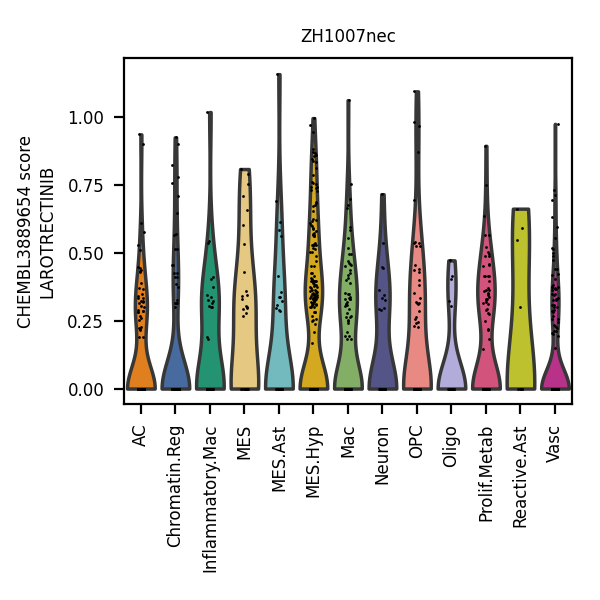 ZH1007nec
CHEMBL3889654 score
LAROTRECTINIB
1.00
0.75
0.50
0.25
0.00
AC
Chromatin.Reg
Inflammatory.Mac
MES
MES.Ast
MES.Hyp
Mac
Neuron
OPC
Oligo
Prolif.Metab
Reactive.Ast
Vasc